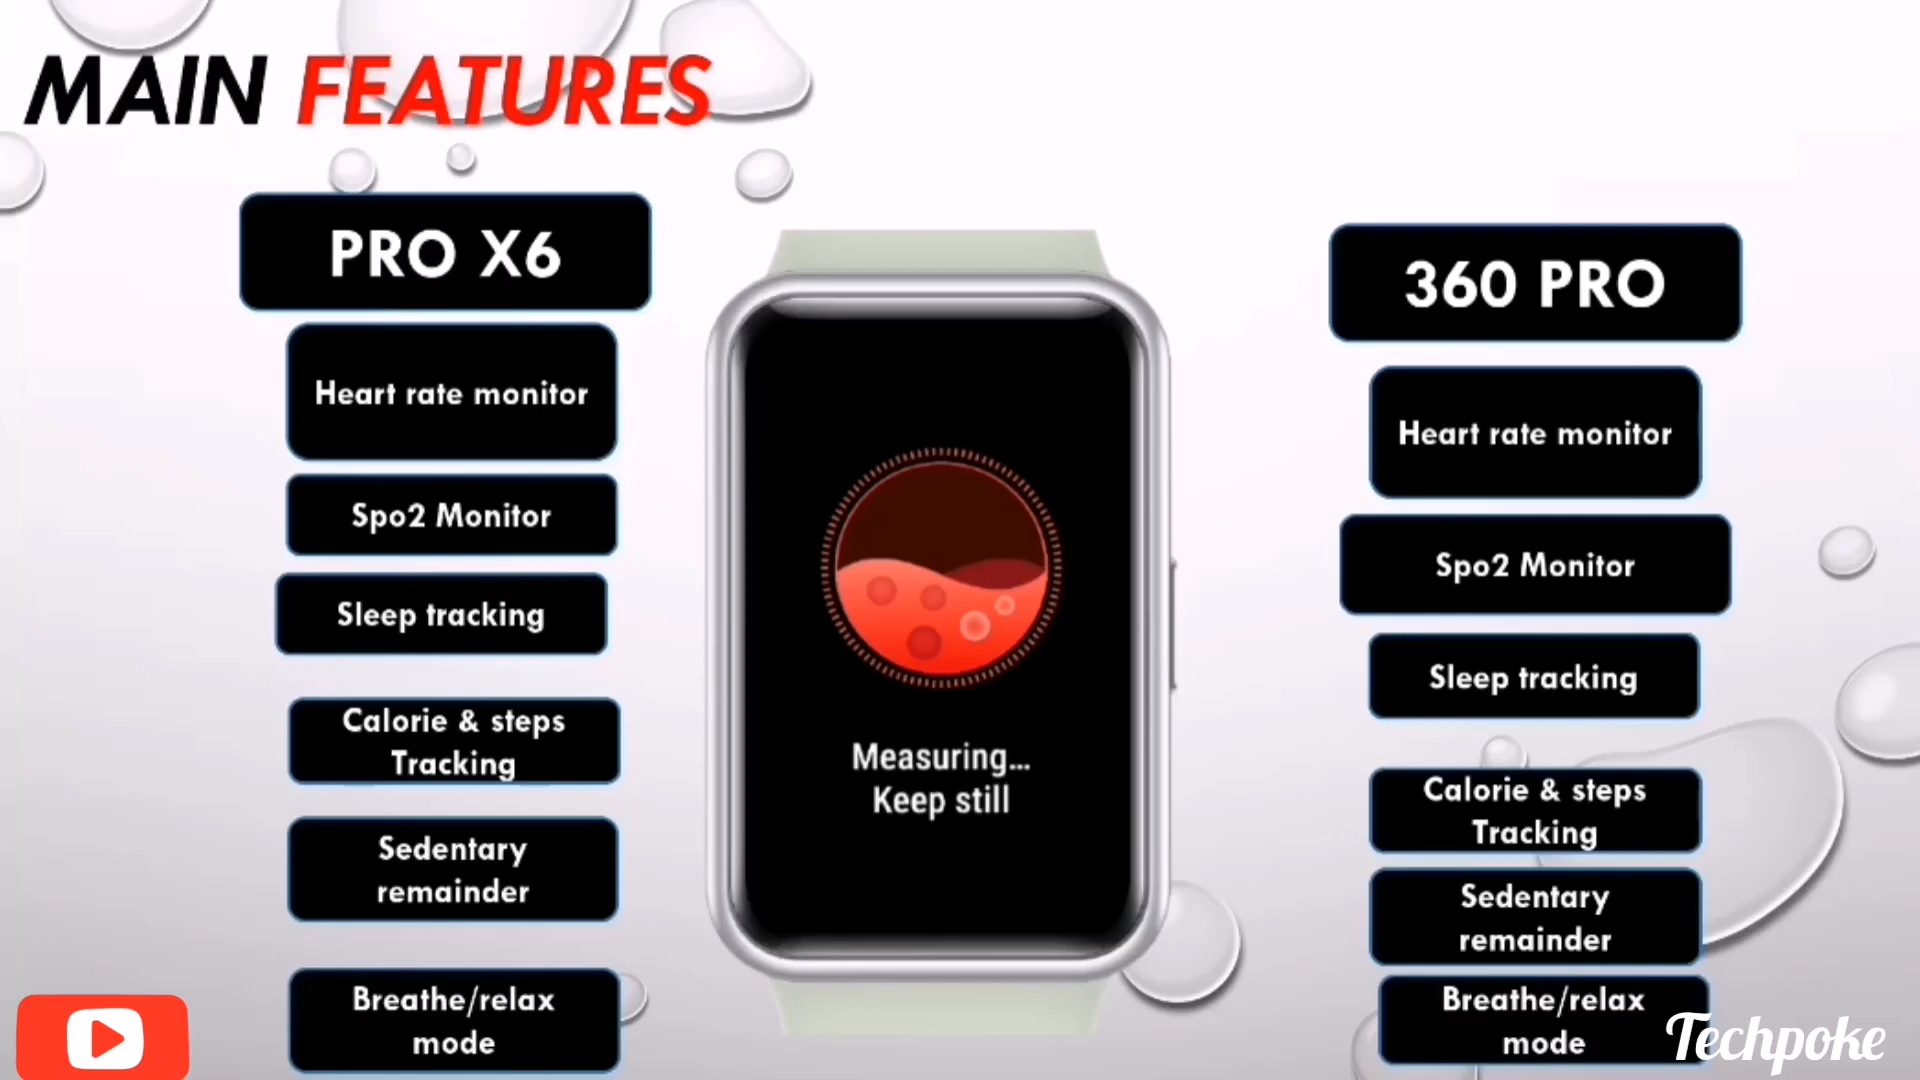 MAIN FEATURES
PRO X6
Heart rate monitor
Spo2 Monitor
Sleep tracking
Calorie & steps
Tracking
Sedentary
remainder
Breathe/relax
mode
Measuring...
Keep still
360 PRO
Heart rate monitor
Spo2 Monitor
Sleep tracking
Calorie & steps
Tracking
Sedentary
remainder
Breathe/relax
mode
Techpoke